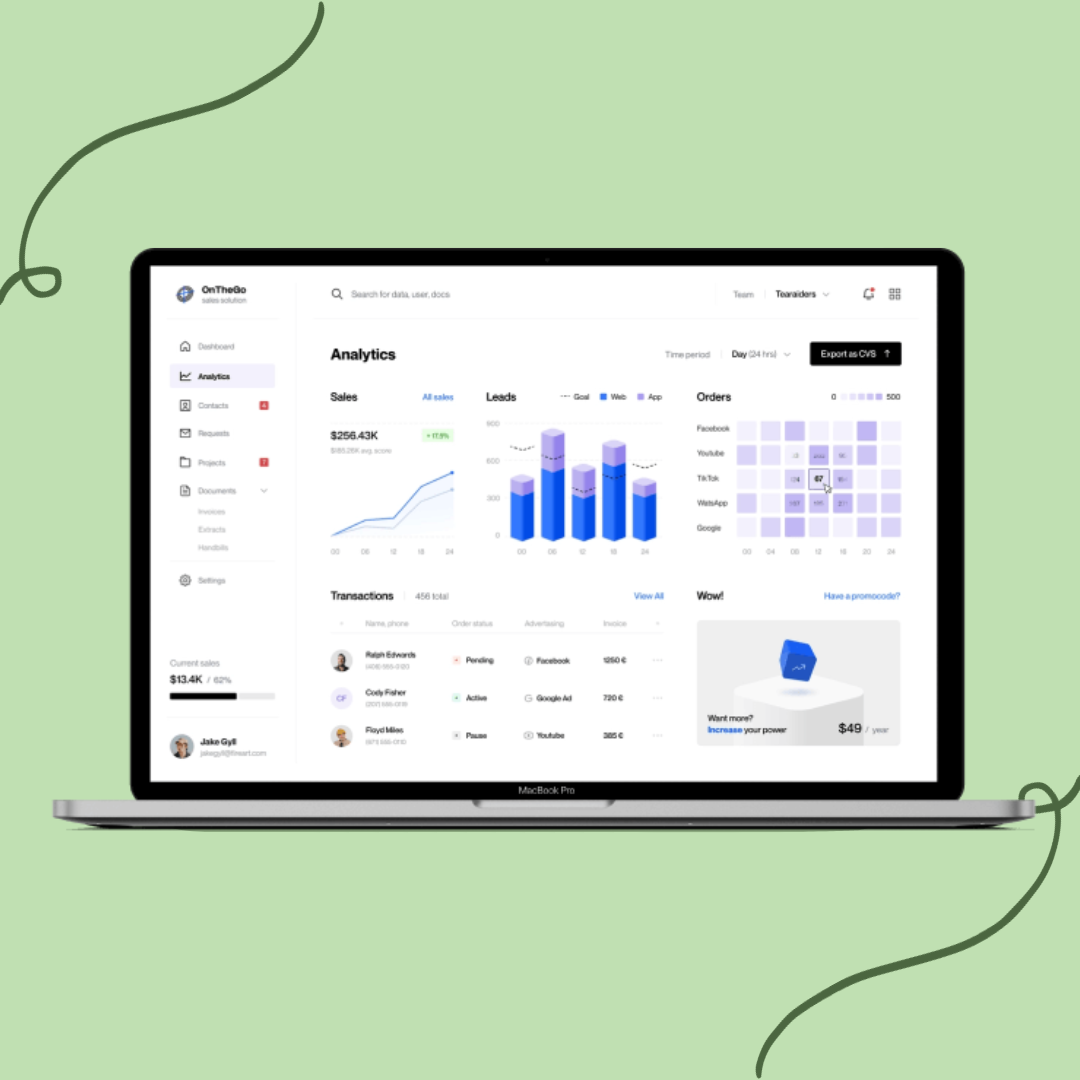 OnTheGo
sales solution
Search for data, user, docs
Team
Tearaiders
Dashboard
Analytics
Contacts
4
Requests
Projects
7
Documents
Invoices
Extracts
Handbills
Settings
Current sales
$13.4K / 62%
Jake Gyll
jakegyll@fineart.com
Analytics
Time period
Day (24 hrs)
Export as CVS
Sales
All sales
$256.43K
+ 17.5%
avg. score
00 06 12 18 24
Leads
Goal
Web
App
900
600
300
0
00 06 12 18 24
Orders
0
500
Facebook
Youtube
TikTok
67
WatsApp
Google
00 04 08 12 16 20 24
Transactions
456 total
View All
Name, phone
Order status
Advertasing
Invoice
Ralph Edwards
Pending
Facebook
1250 €
CF
Cody Fisher
Active
Google Ad
720 €
Floyd Miles
Pause
Youtube
385 €
Wow!
Have a promocode?
Want more?
Increase your power
$49 / year
MacBook Pro